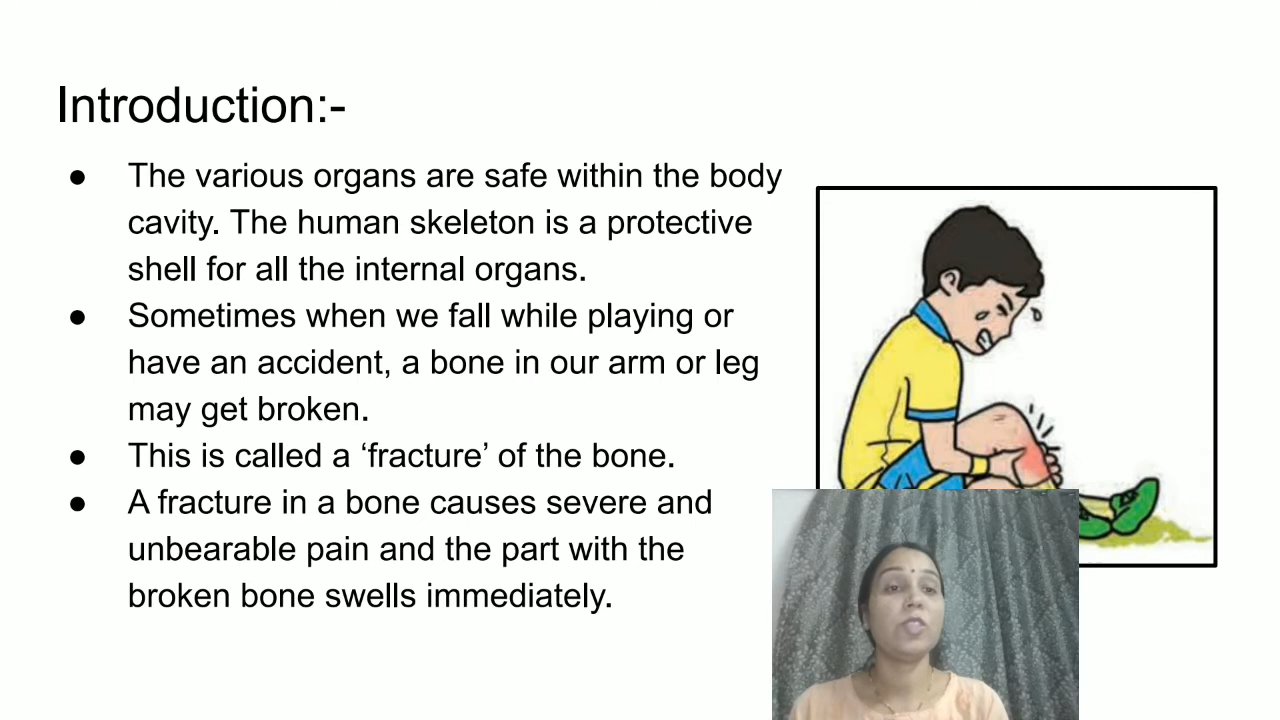 Introduction:-
● The various organs are safe within the body
cavity. The human skeleton is a protective
shell for all the internal organs.
● Sometimes when we fall while playing or
have an accident, a bone in our arm or leg
may get broken.
● This is called a ‘fracture’ of the bone.
● A fracture in a bone causes severe and
unbearable pain and the part with the
broken bone swells immediately.